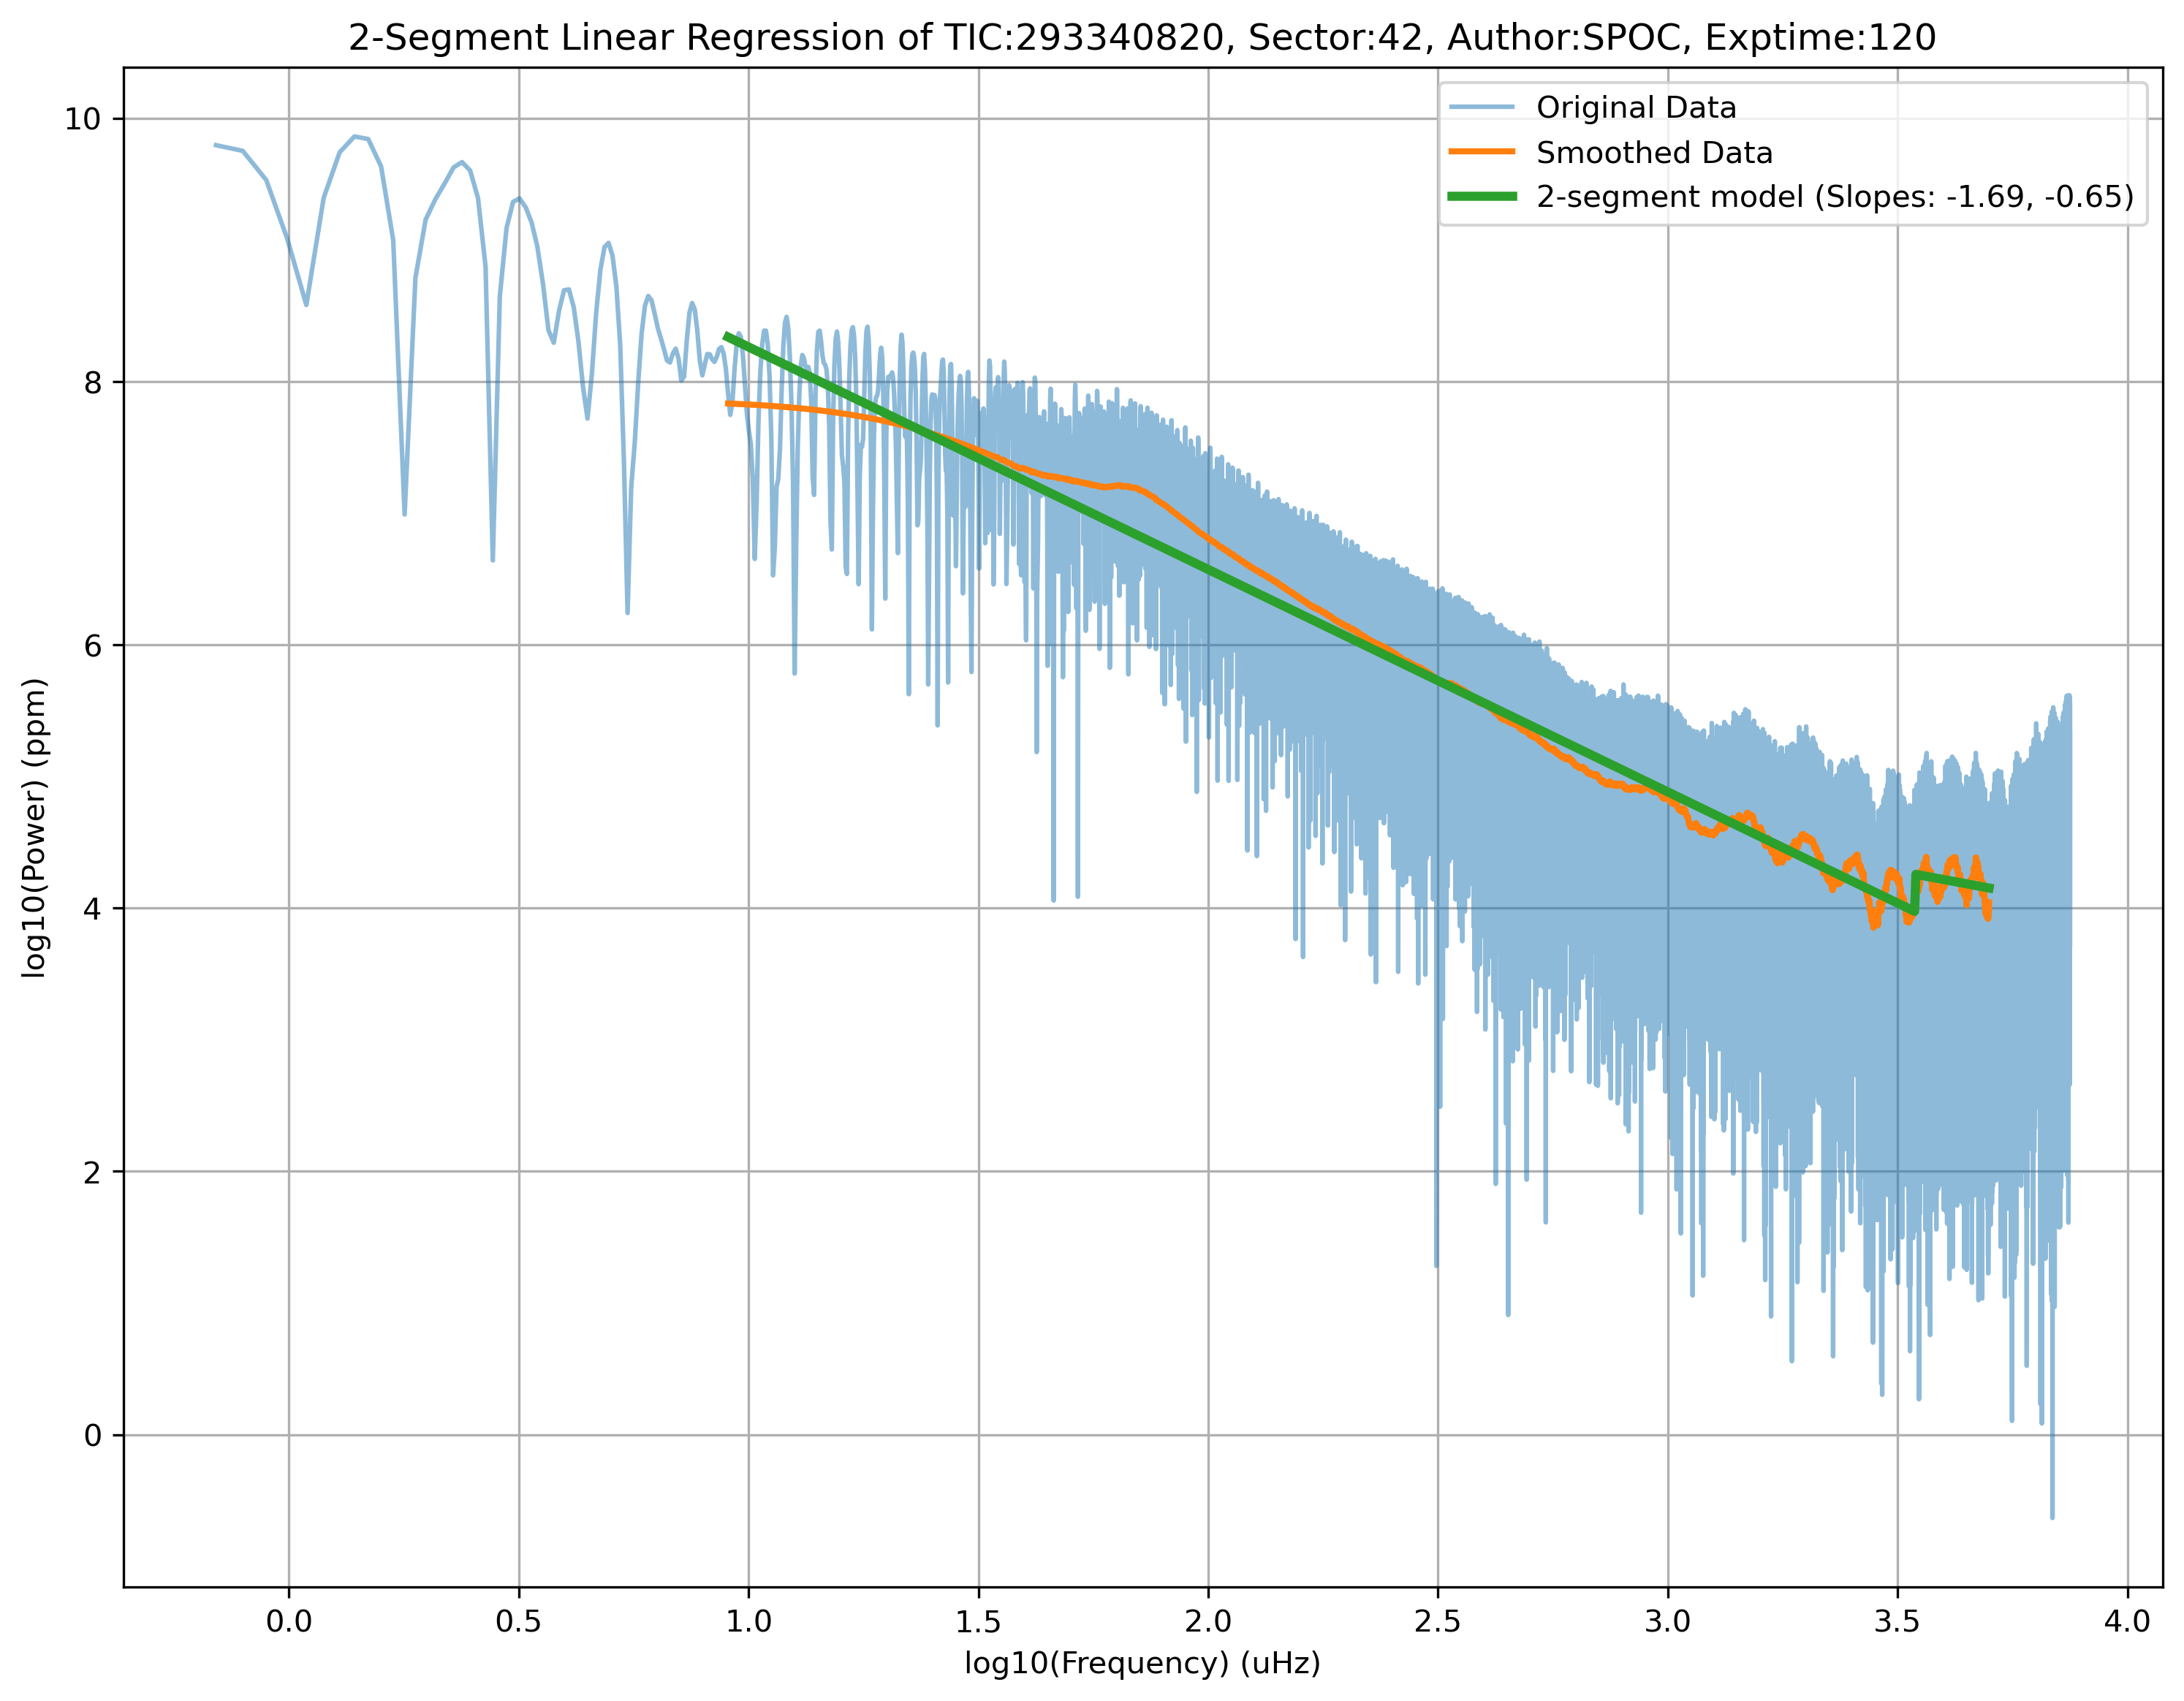 2-Segment Linear Regression of TIC:293340820, Sector:42, Author:SPOC, Exptime:120
Original Data
Smoothed Data
2-segment model (Slopes: -1.69, -0.65)
log10(Power) (ppm)
10
8
6
4
2
0
0.0 0.5 1.0 1.5 2.0 2.5 3.0 3.5 4.0
log10(Frequency) (uHz)